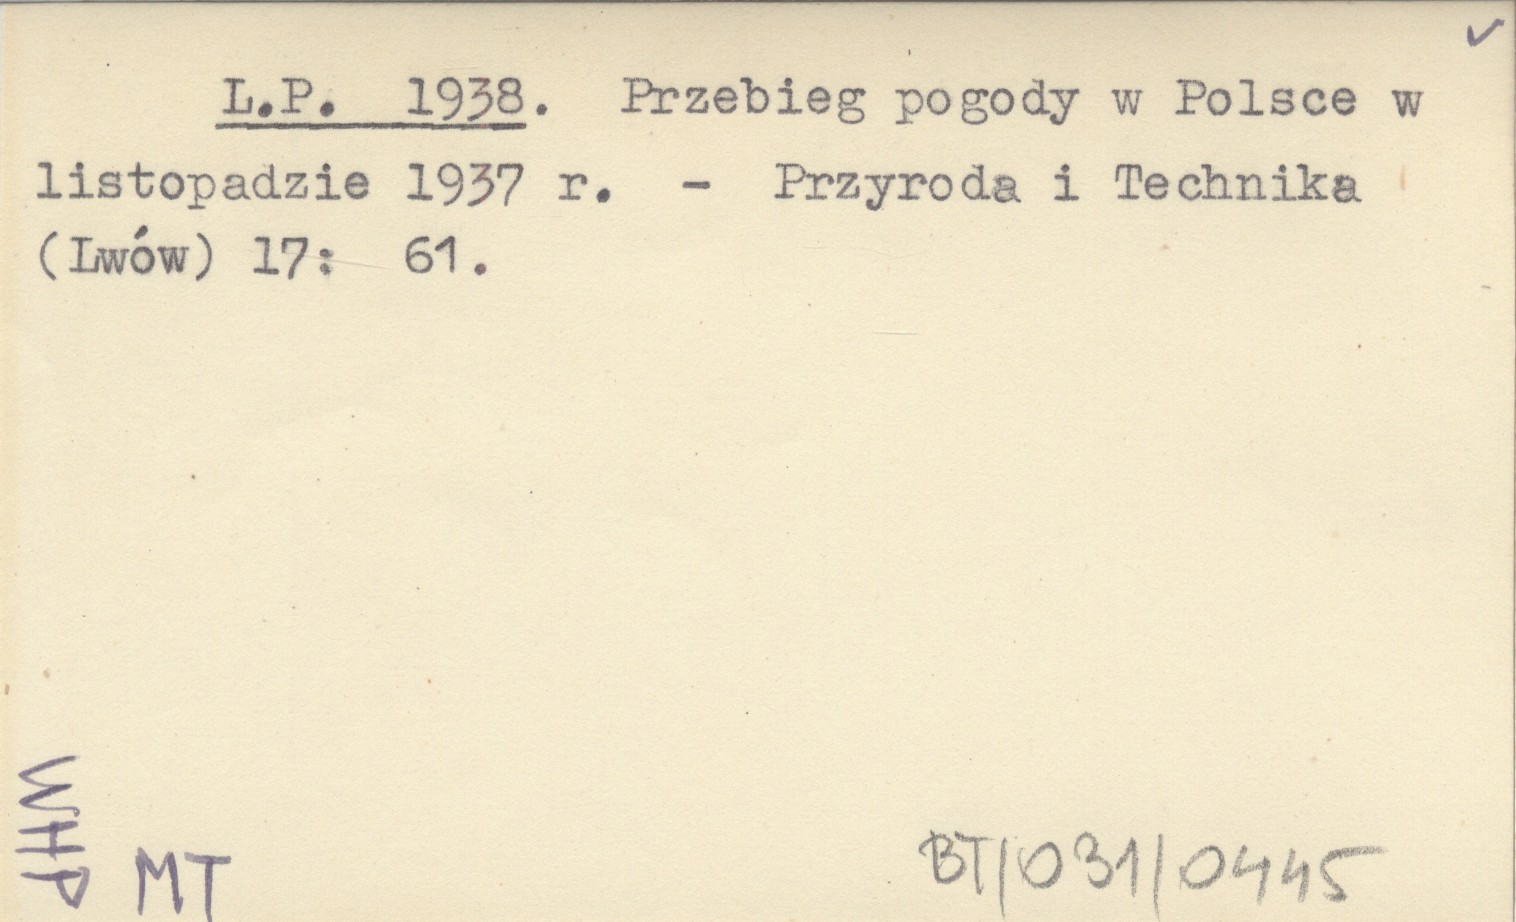 L.P. 1938. Przebieg pogody w Polsce w
listopadzie 1937 r. - Przyroda i Technika
(Lwów) 17: 61.
WHP
MT
BT/031/0445